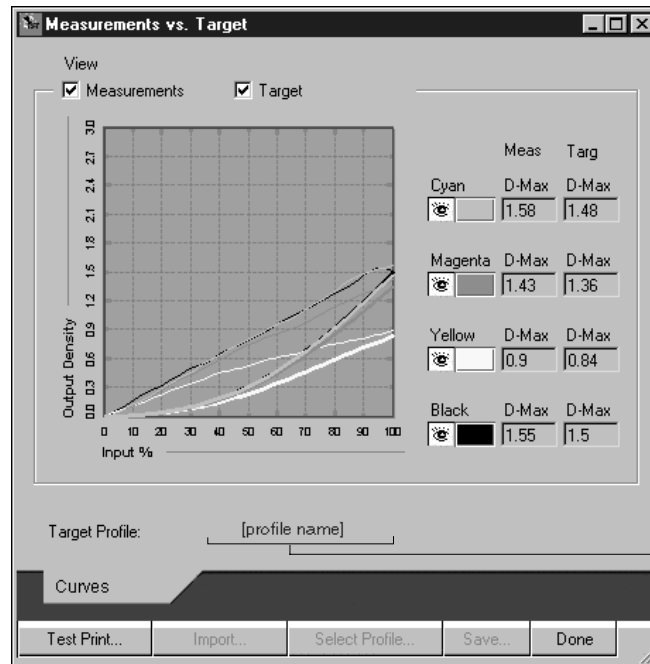 Measurements vs. Target
View
Measurements
Target
Output Density
3.0
2.7
2.4
2.1
1.8
1.5
1.2
0.9
0.6
0.3
0.0
0 10 20 30 40 50 60 70 80 90 100
Input %
Meas Targ
Cyan D-Max D-Max
1.58 1.48
Magenta D-Max D-Max
1.43 1.36
Yellow D-Max D-Max
0.9 0.84
Black D-Max D-Max
1.55 1.5
Target Profile: [profile name]
Curves
Test Print... Import... Select Profile... Save... Done